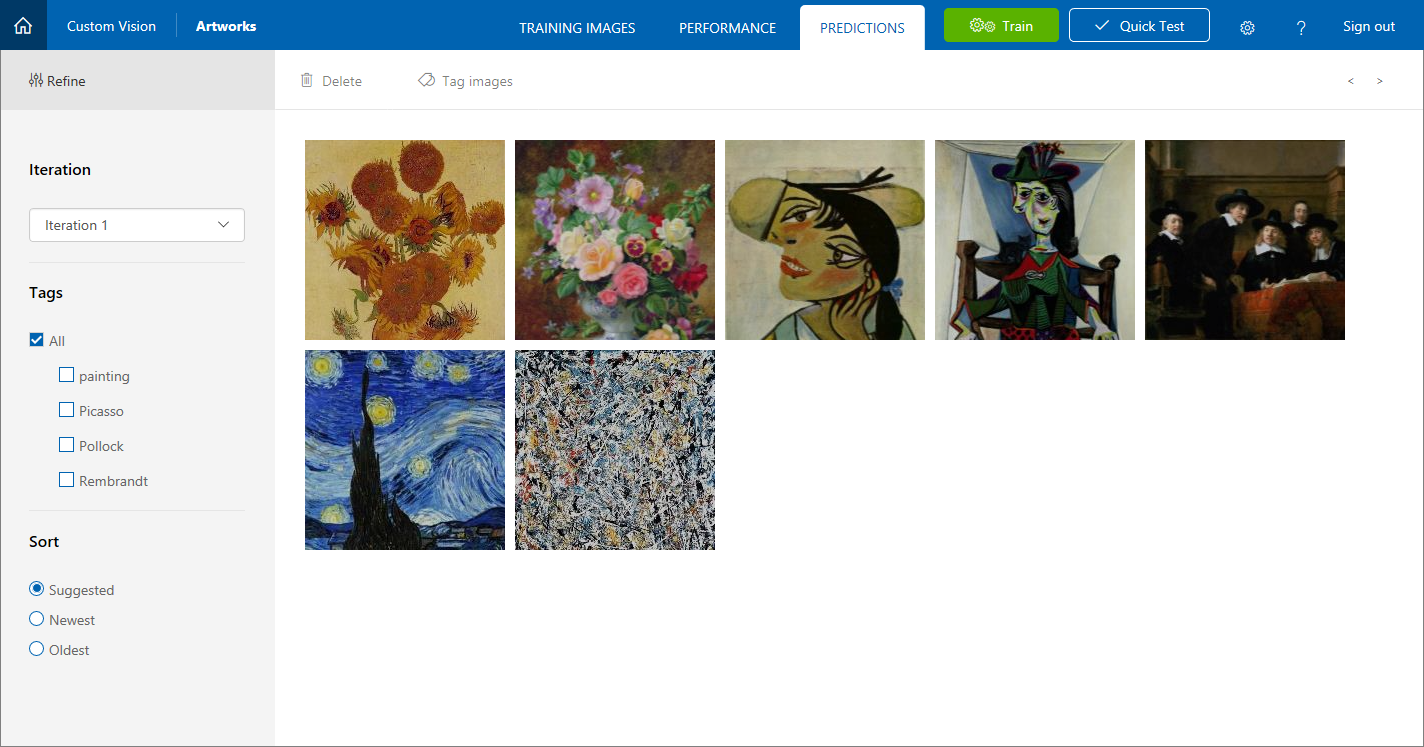 Custom Vision Artworks TRAINING IMAGES PERFORMANCE PREDICTIONS Train Quick Test ? Sign out
Refine
Delete Tag images < >
Iteration
Iteration 1
Tags
All
painting
Picasso
Pollock
Rembrandt
Sort
Suggested
Newest
Oldest